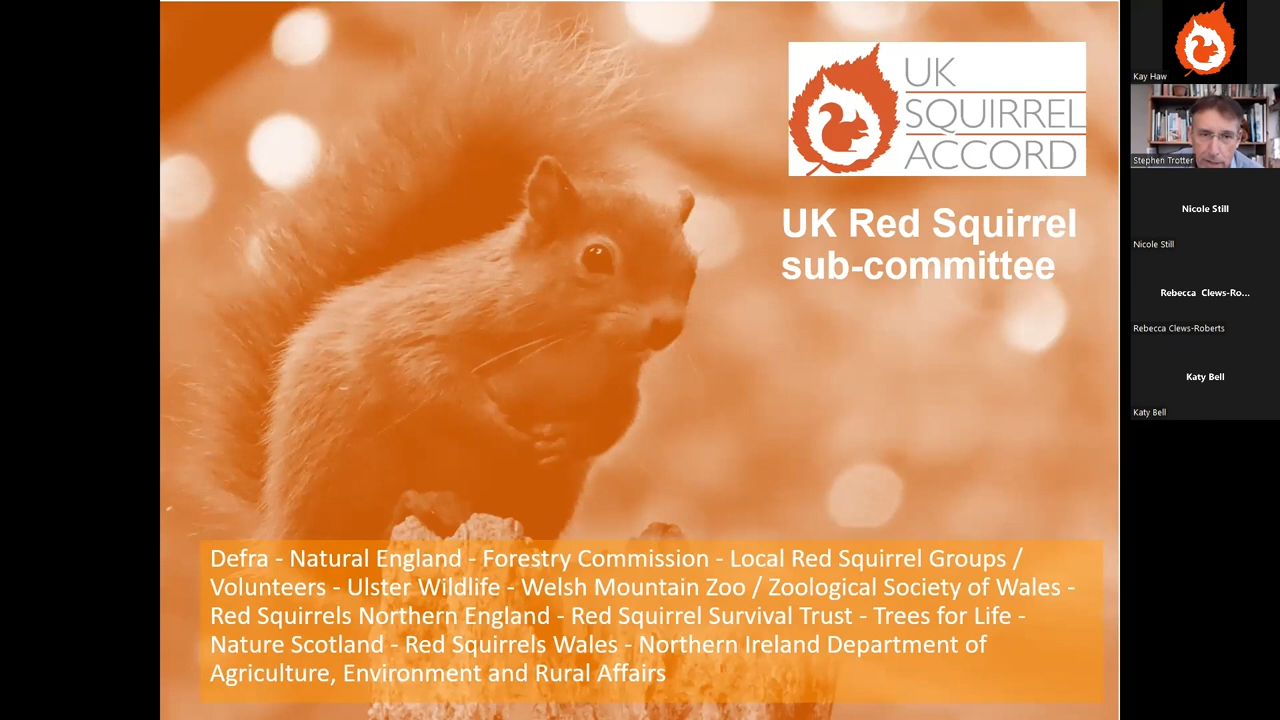 UK
SQUIRREL
ACCORD
UK Red Squirrel
sub-committee
Defra - Natural England - Forestry Commission - Local Red Squirrel Groups /
Volunteers - Ulster Wildlife - Welsh Mountain Zoo / Zoological Society of Wales -
Red Squirrels Northern England - Red Squirrel Survival Trust - Trees for Life -
Nature Scotland - Red Squirrels Wales - Northern Ireland Department of
Agriculture, Environment and Rural Affairs
Kay Haw
Stephen Trotter
Nicole Still
Nicole Still
Rebecca Clews-Ro...
Rebecca Clews-Roberts
Katy Bell
Katy Bell